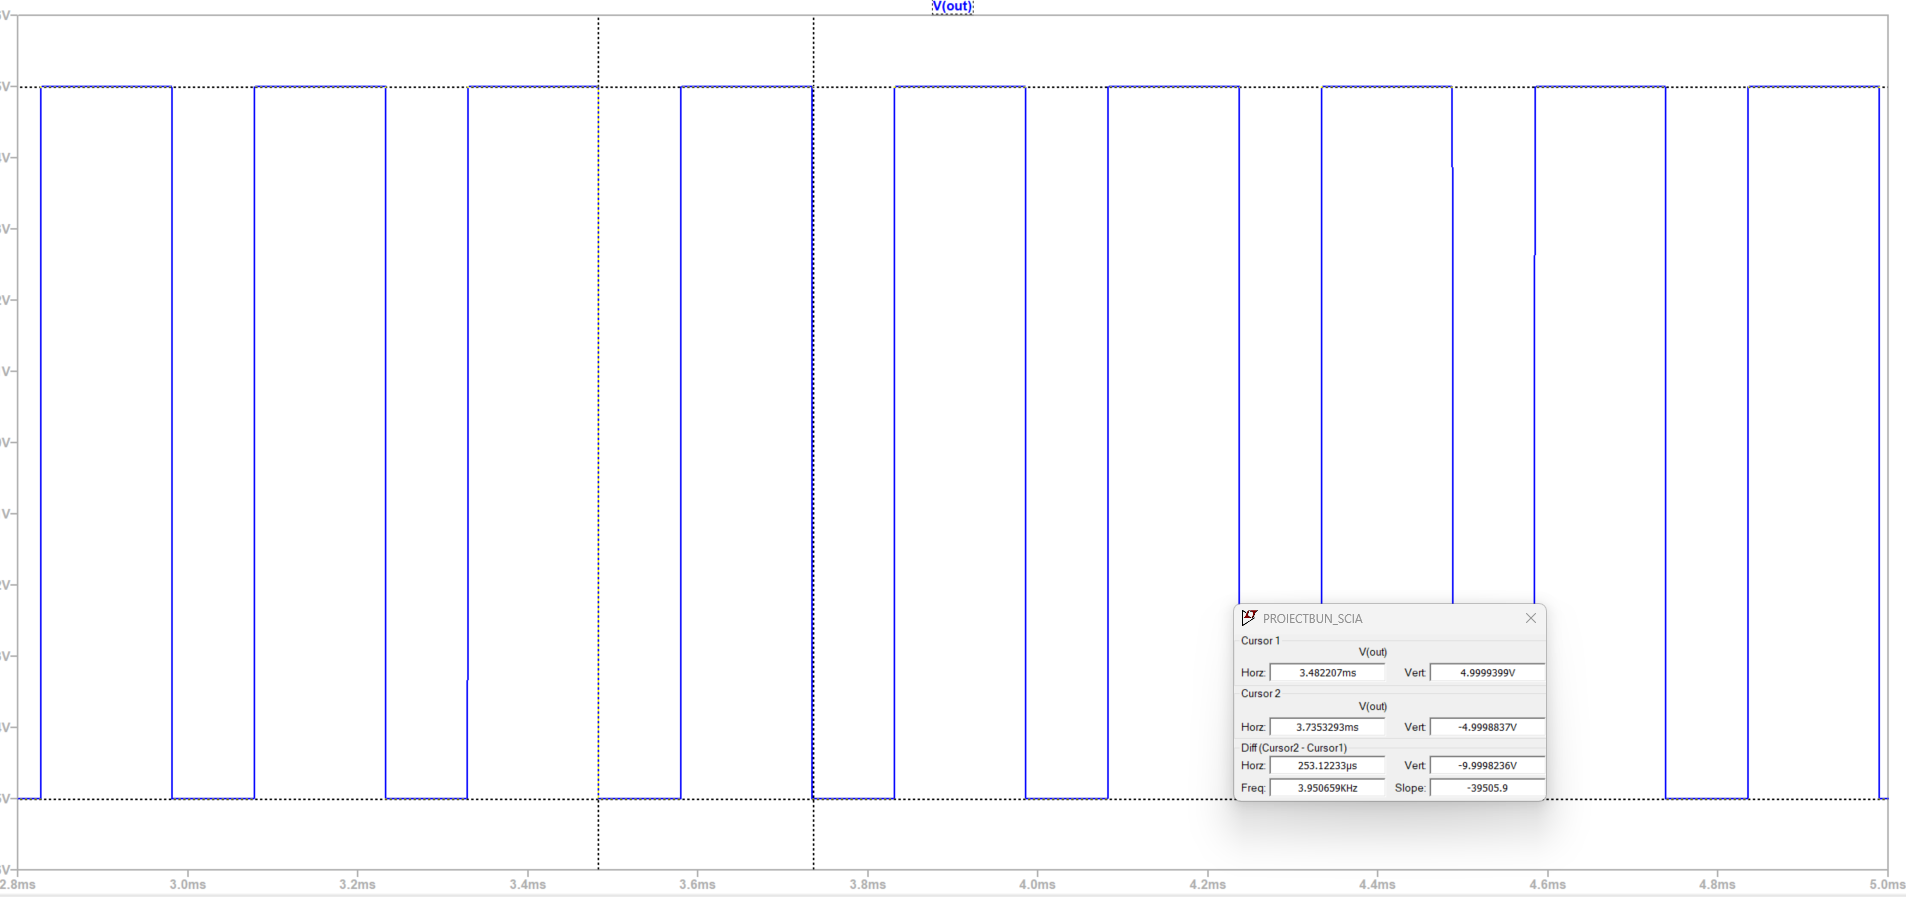 V(out)
PROIECTBUN_SCIA
Cursor 1
V(out)
Horz: 3.482207ms Vert: 4.9999399V
Cursor 2
V(out)
Horz: 3.7353293ms Vert: -4.9998837V
Diff (Cursor2 - Cursor1)
Horz: 253.12233µs Vert: -9.9998236V
Freq: 3.950659KHz Slope: -39505.9
2.8ms 3.0ms 3.2ms 3.4ms 3.6ms 3.8ms 4.0ms 4.2ms 4.4ms 4.6ms 4.8ms 5.0ms